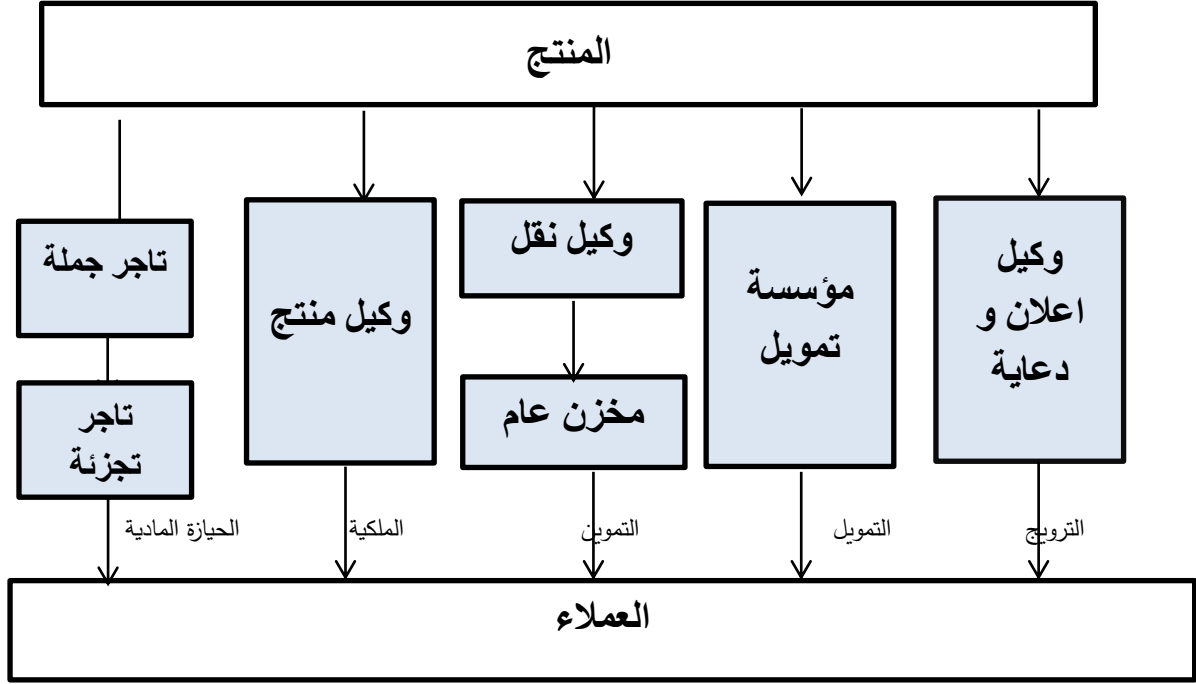 المنتج
وكيل
اعلان و
دعاية
مؤسسة
تمويل
وكيل نقل
مخزن عام
وكيل منتج
تاجر جملة
تاجر
تجزئة
الترويج
التمويل
التموين
الملكية
الحيازة المادية
العملاء